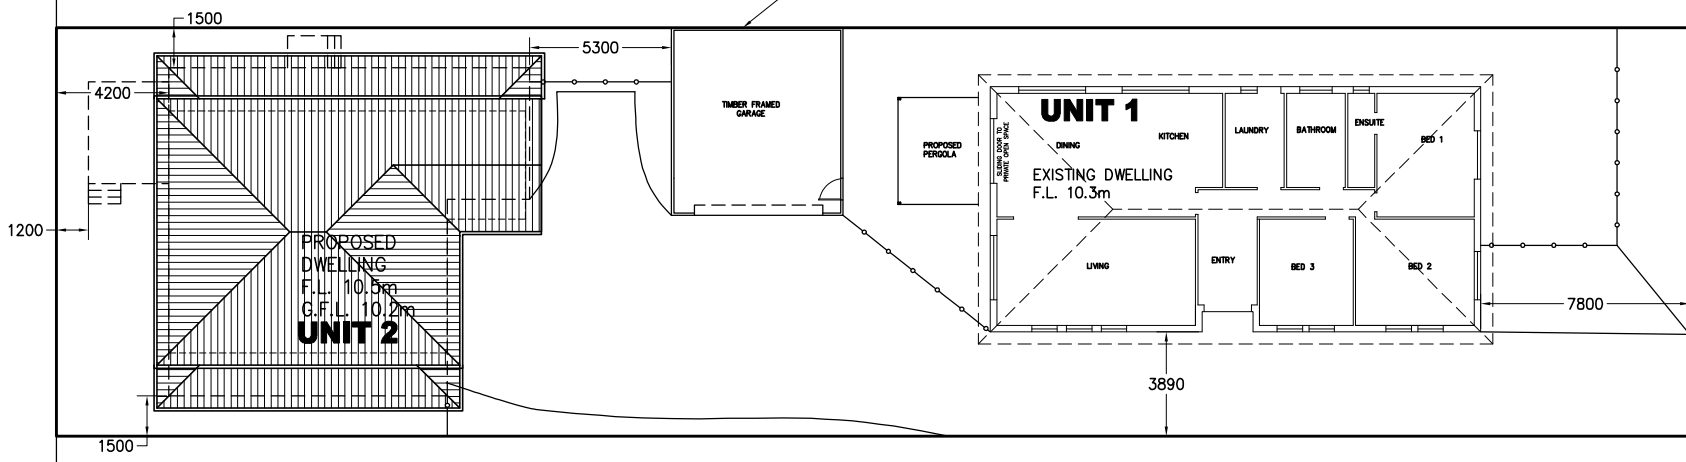 1500
5300
4200
1200
1500
PROPOSED
DWELLING
F.L. 10.5m
G.F.L. 10.2m
UNIT 2
TIMBER FRAMED
GARAGE
PROPOSED
PERGOLA
SLIDING DOOR TO
PRIVATE OPEN SPACE
UNIT 1
DINING
KITCHEN
LAUNDRY
BATHROOM
ENSUITE
BED 1
EXISTING DWELLING
F.L. 10.3m
LIVING
ENTRY
BED 3
BED 2
7800
3890